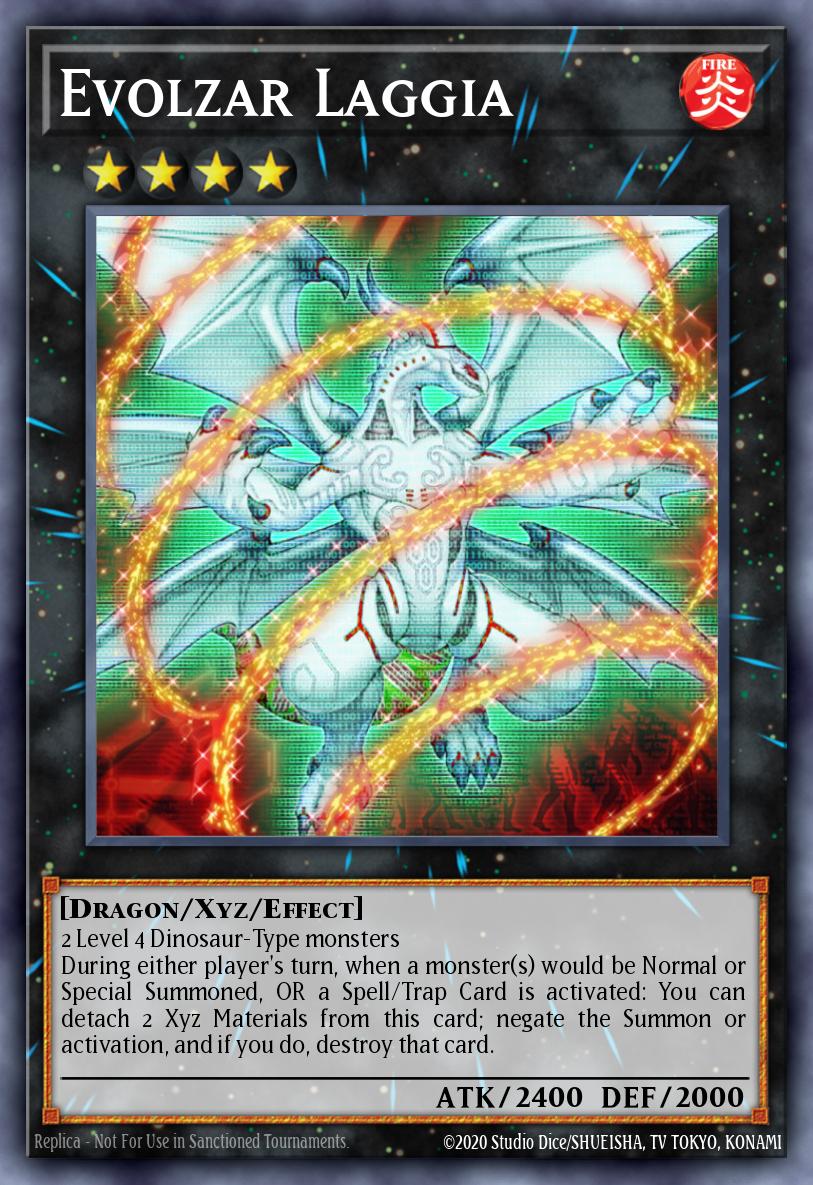 Evolzar Laggia
FIRE
炎
[Dragon/Xyz/Effect]
2 Level 4 Dinosaur-Type monsters
During either player's turn, when a monster(s) would be Normal or
Special Summoned, OR a Spell/Trap Card is activated: You can
detach 2 Xyz Materials from this card; negate the Summon or
activation, and if you do, destroy that card.
ATK/2400 DEF/2000
Replica - Not For Use in Sanctioned Tournaments.
©2020 Studio Dice/SHUEISHA, TV TOKYO, KONAMI